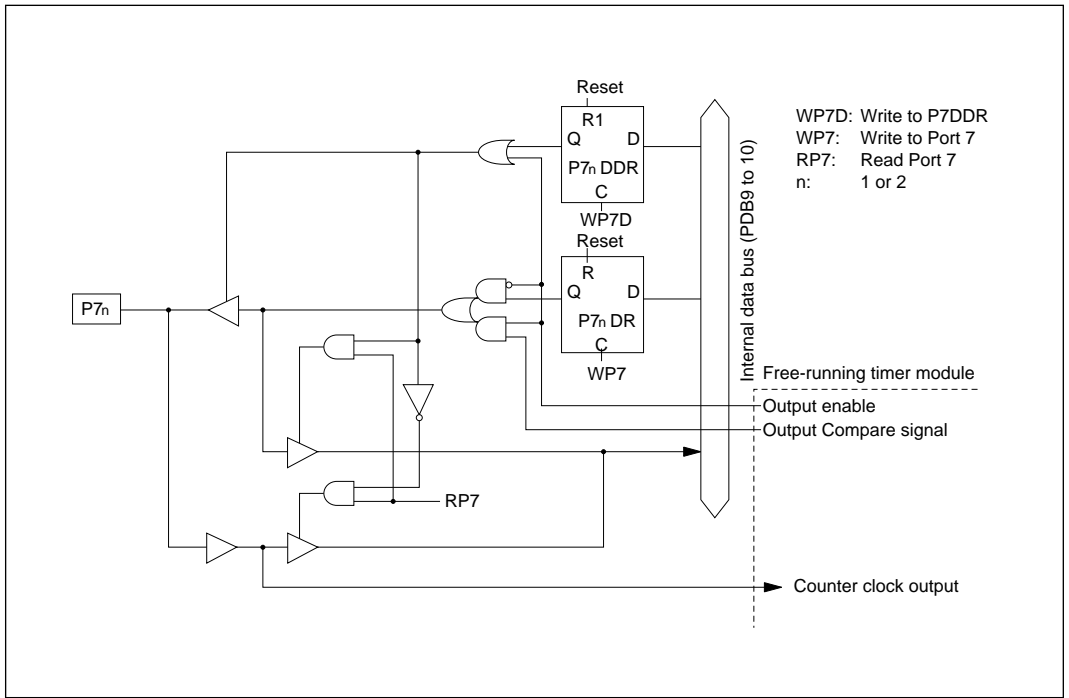 Reset
R1
Q D
P7n DDR
C
WP7D
Reset
R
Q D
P7n DR
C
WP7
P7n
RP7
Internal data bus (PDB9 to 10)
WP7D: Write to P7DDR
WP7: Write to Port 7
RP7: Read Port 7
n: 1 or 2
Free-running timer module
Output enable
Output Compare signal
Counter clock output